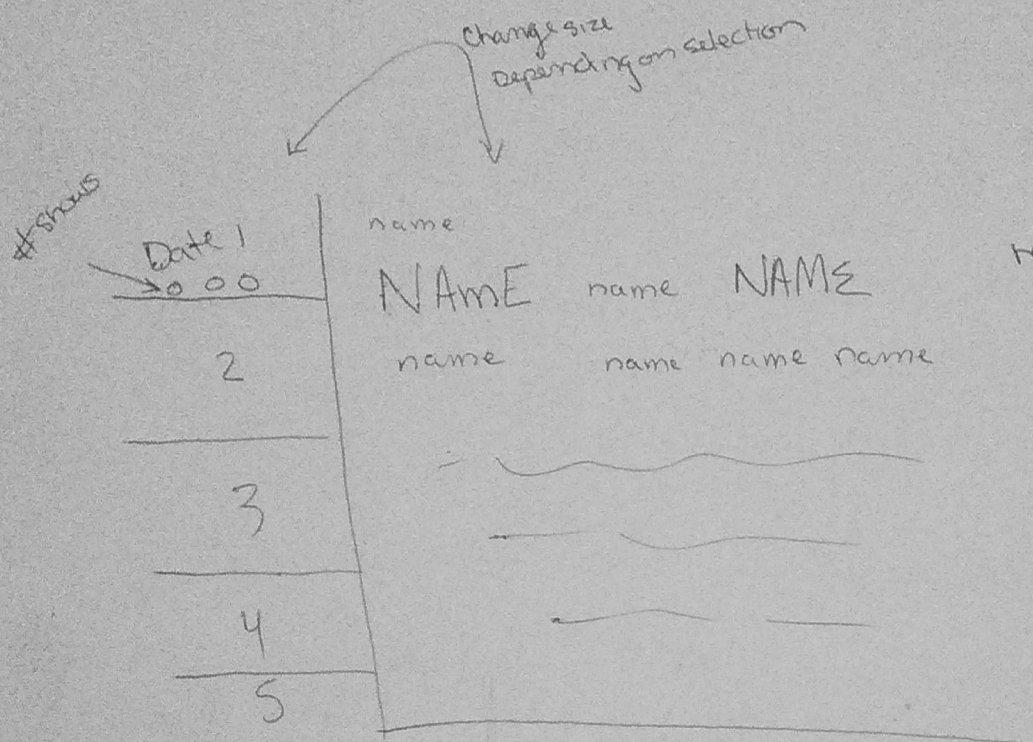 Change size
Depending on selection
# shows
Date 1
name
NAmE name NAME
2
name name name name
3
4
5